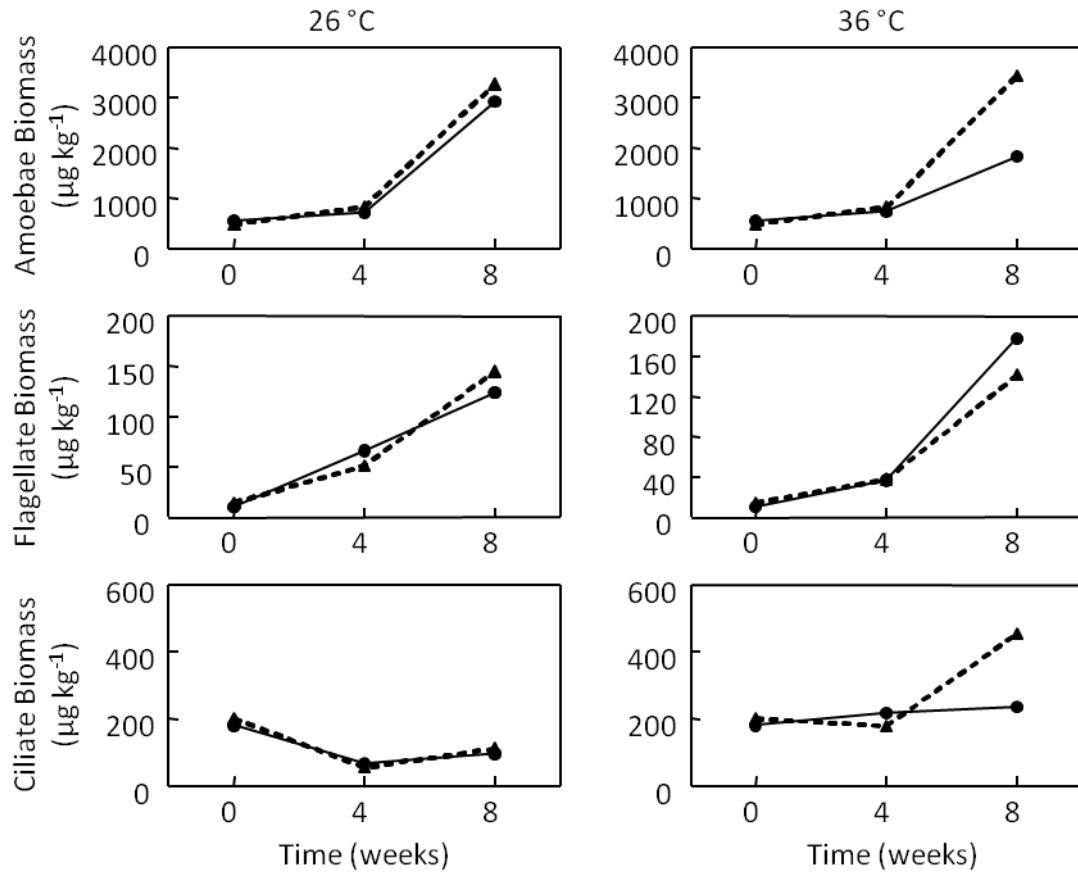 26 °C
36 °C
Amoebae Biomass
(µg kg⁻¹)
4000
3000
2000
1000
0
0 4 8
4000
3000
2000
1000
0
0 4 8
Flagellate Biomass
(µg kg⁻¹)
200
150
100
50
0
0 4 8
200
160
120
80
40
0
0 4 8
Ciliate Biomass
(µg kg⁻¹)
600
400
200
0
0 4 8
Time (weeks)
600
400
200
0
0 4 8
Time (weeks)